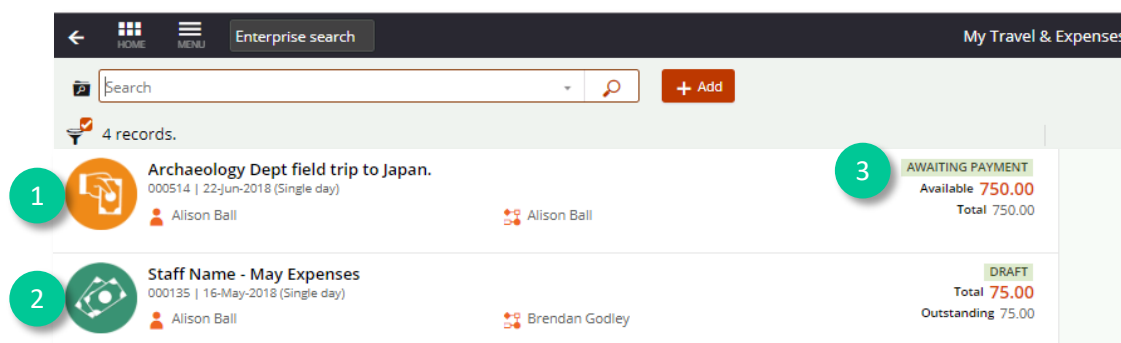 HOME MENU Enterprise search My Travel & Expenses
Search + Add
4 records.
1 Archaeology Dept field trip to Japan. 3 AWAITING PAYMENT
000514 | 22-Jun-2018 (Single day) Available 750.00
Alison Ball Alison Ball Total 750.00
2 Staff Name - May Expenses DRAFT
000135 | 16-May-2018 (Single day) Total 75.00
Alison Ball Brendan Godley Outstanding 75.00